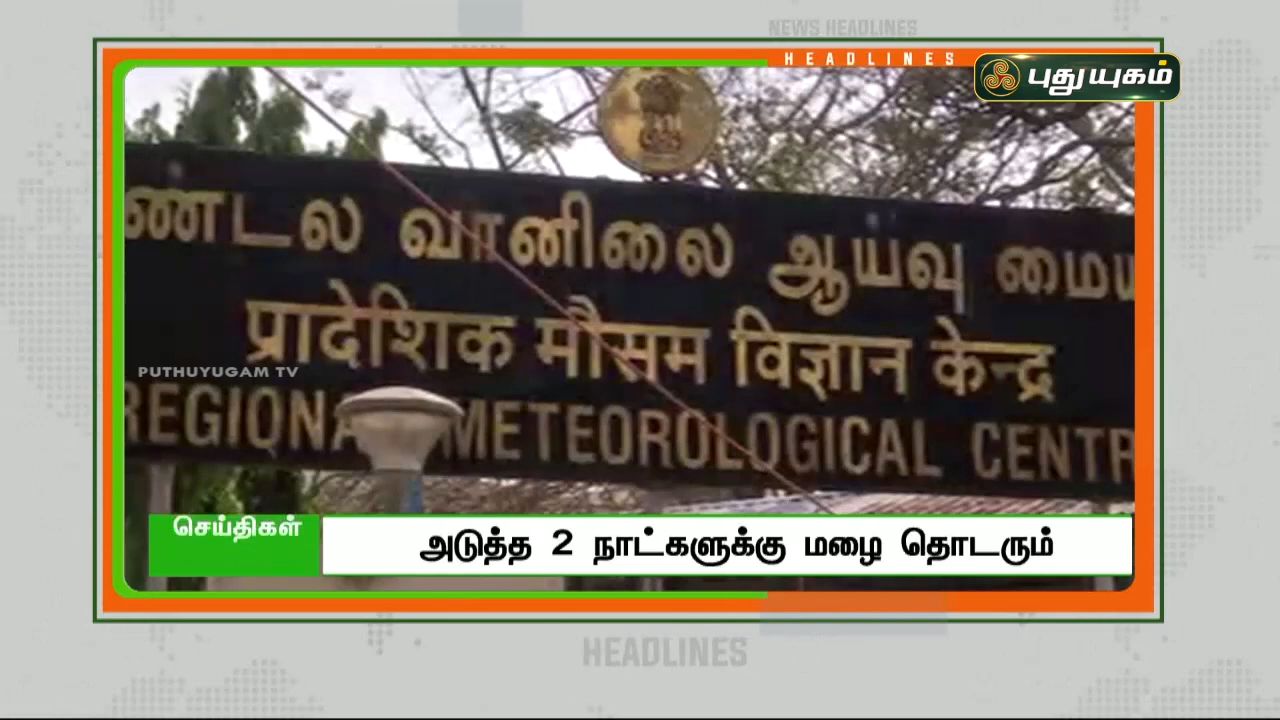 NEWS HEADLINES
HEADLINES
புதுயுகம்
ண்டல வானிலை ஆய்வு மைய
प्रादेशिक मौसम विज्ञान केन्द्र
PUTHUYUGAM TV
REGIONA METEOROLOGICAL CENTR
செய்திகள்
அடுத்த 2 நாட்களுக்கு மழை தொடரும்
HEADLINES